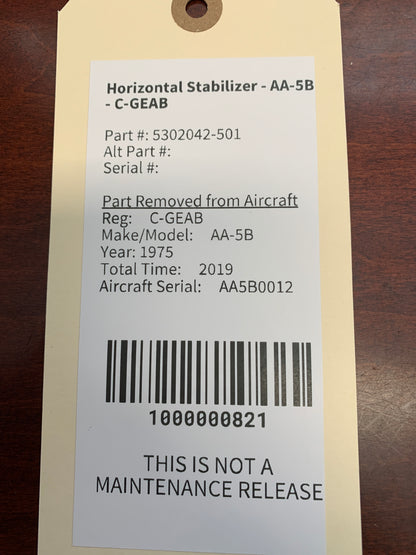 Horizontal Stabilizer - AA-5B
- C-GEAB
Part #: 5302042-501
Alt Part #:
Serial #:
Part Removed from Aircraft
Reg: C-GEAB
Make/Model: AA-5B
Year: 1975
Total Time: 2019
Aircraft Serial: AA5B0012
1000000821
THIS IS NOT A
MAINTENANCE RELEASE